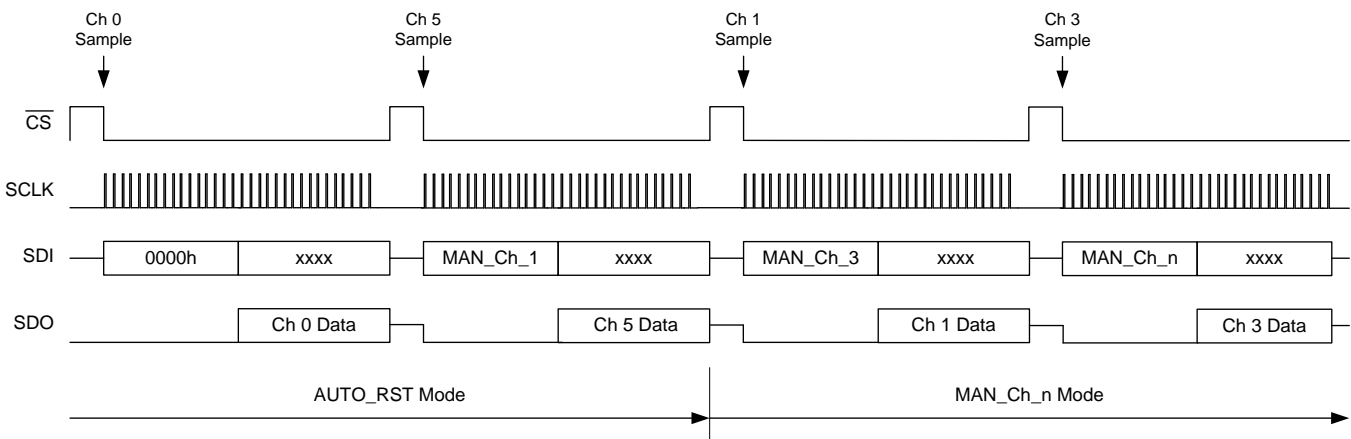 Ch 0
Sample
Ch 5
Sample
Ch 1
Sample
Ch 3
Sample
CS
SCLK
SDI
0000h
xxxx
MAN_Ch_1
xxxx
MAN_Ch_3
xxxx
MAN_Ch_n
xxxx
SDO
Ch 0 Data
Ch 5 Data
Ch 1 Data
Ch 3 Data
AUTO_RST Mode
MAN_Ch_n Mode